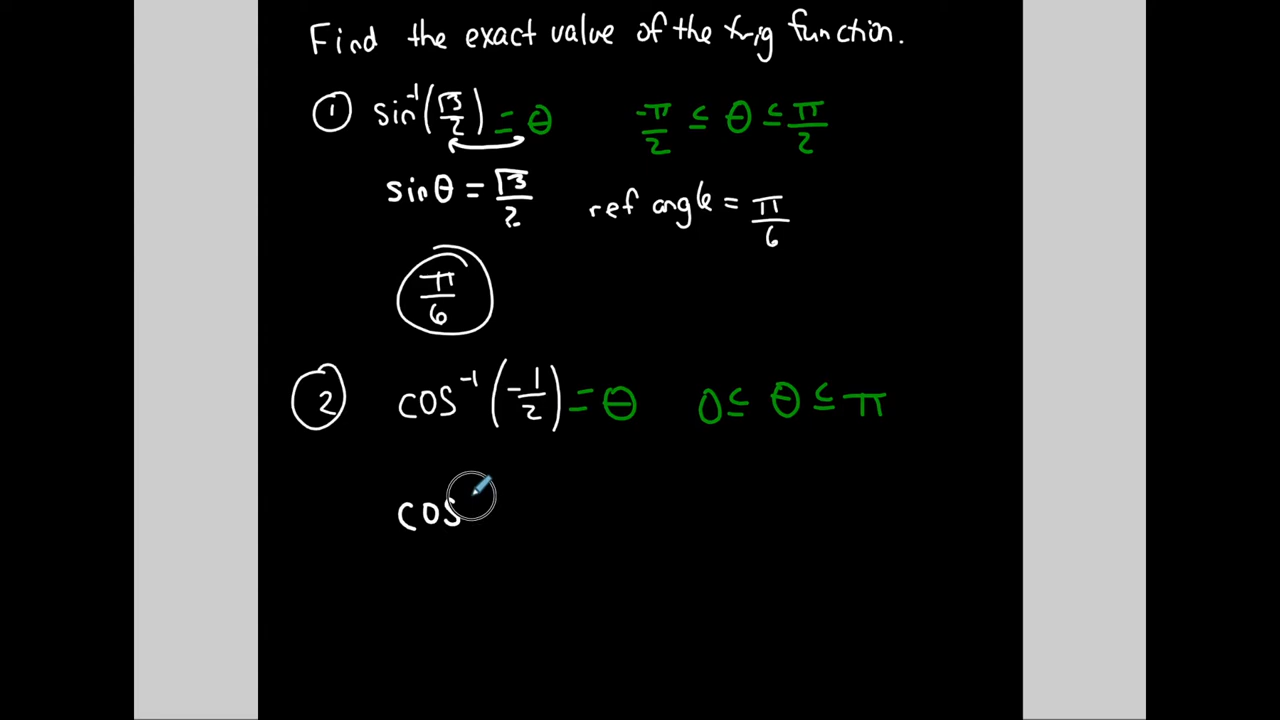 Find the exact value of the trig function.
① sin⁻¹(√3/2) = θ   -π/2 ≤ θ ≤ π/2
sinθ = √3/2   ref angle = π/6
π/6
② cos⁻¹(-1/2) = θ   0 ≤ θ ≤ π
cos